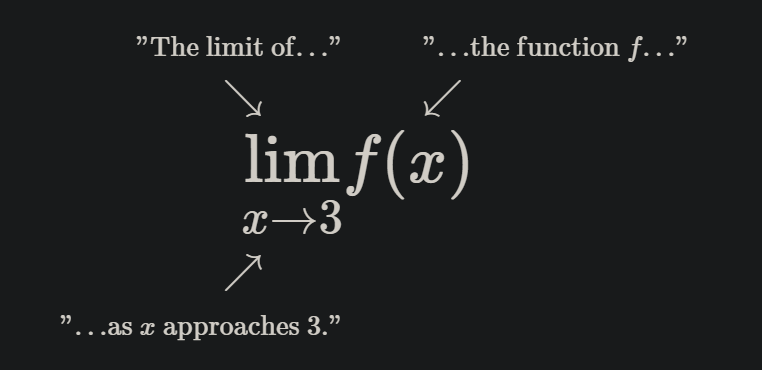 ”The limit of...” ”...the function f...”
lim f(x)
x→3
”...as x approaches 3.”